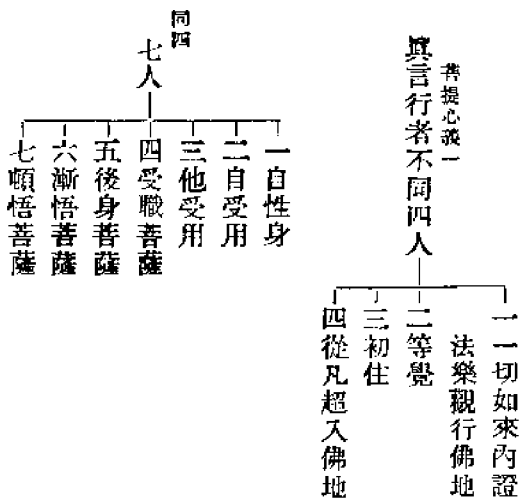 菩提心義一
眞言行者不同四人
一一切如來內證
法樂觀行佛地
二等覺
三初住
四從凡超入佛地
同四
七人
一自性身
二自受用
三他受用
四受職菩薩
五後身菩薩
六漸悟菩薩
七頓悟菩薩